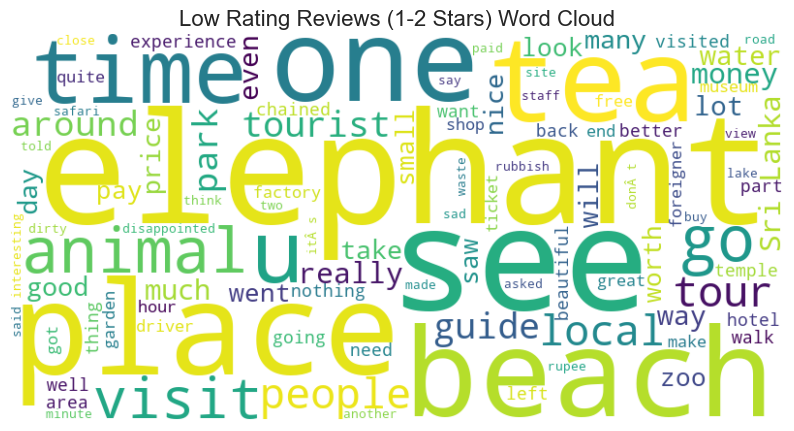 Low Rating Reviews (1-2 Stars) Word Cloud
close experience even time one tea look many visited road
quite paid site water money museum
give safari say staff free lot
around price park chained tourist small want shop nice back end better view
told elephant rubbish lake part
day pay factory think two waste sad ticket will donÂ t foreigner buy Sri Lanka
interesting dirty disappointed itÂ s
animal u take saw see beautiful worth go temple
good much really made asked great tour
said thing garden hour went nothing
got driver going need guide local way hotel
place make walk
well area visit people left rupee zoo
minute another beach